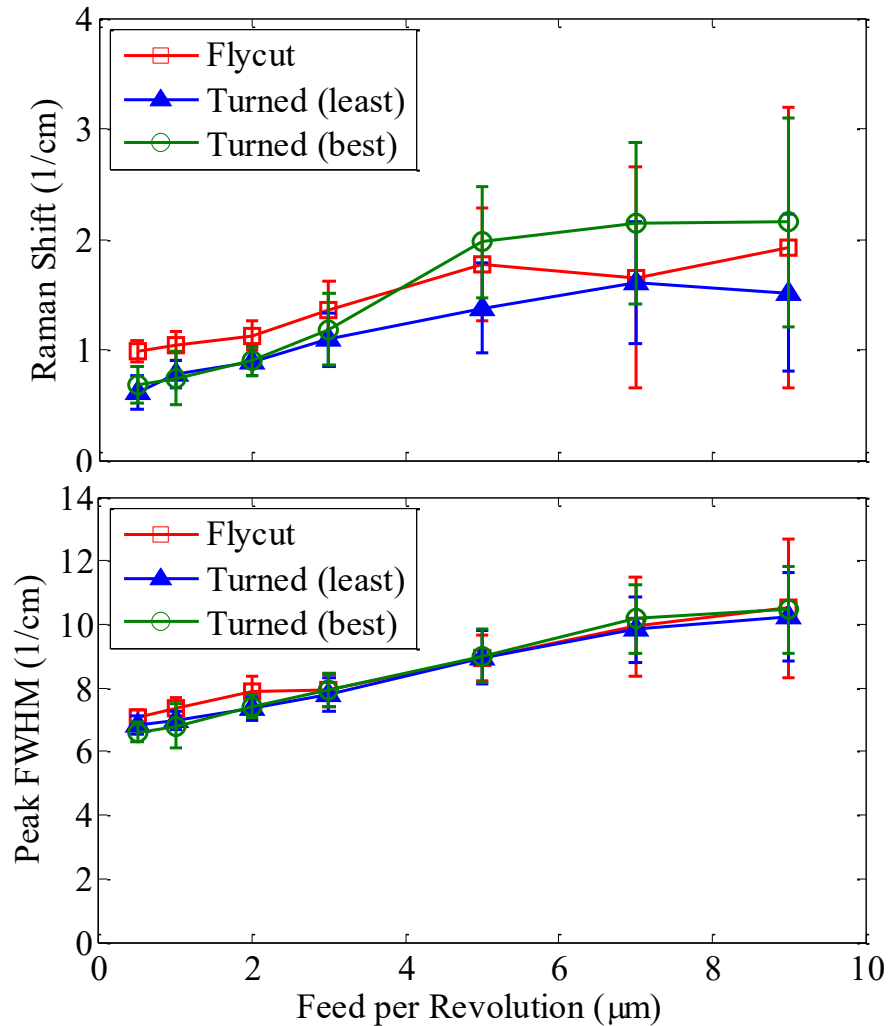 4
3
2
1
0
Raman Shift (1/cm)
Flycut
Turned (least)
Turned (best)
14
12
10
8
6
4
2
0
Peak FWHM (1/cm)
Flycut
Turned (least)
Turned (best)
0 2 4 6 8 10
Feed per Revolution (μm)